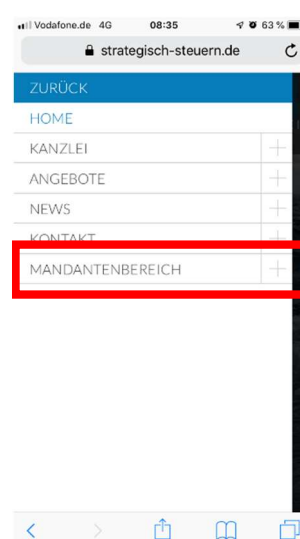 Vodafone.de 4G 08:35 63 %
strategisch-steuern.de
ZURÜCK
HOME
KANZLEI
ANGEBOTE
NEWS
KONTAKT
MANDANTENBEREICH